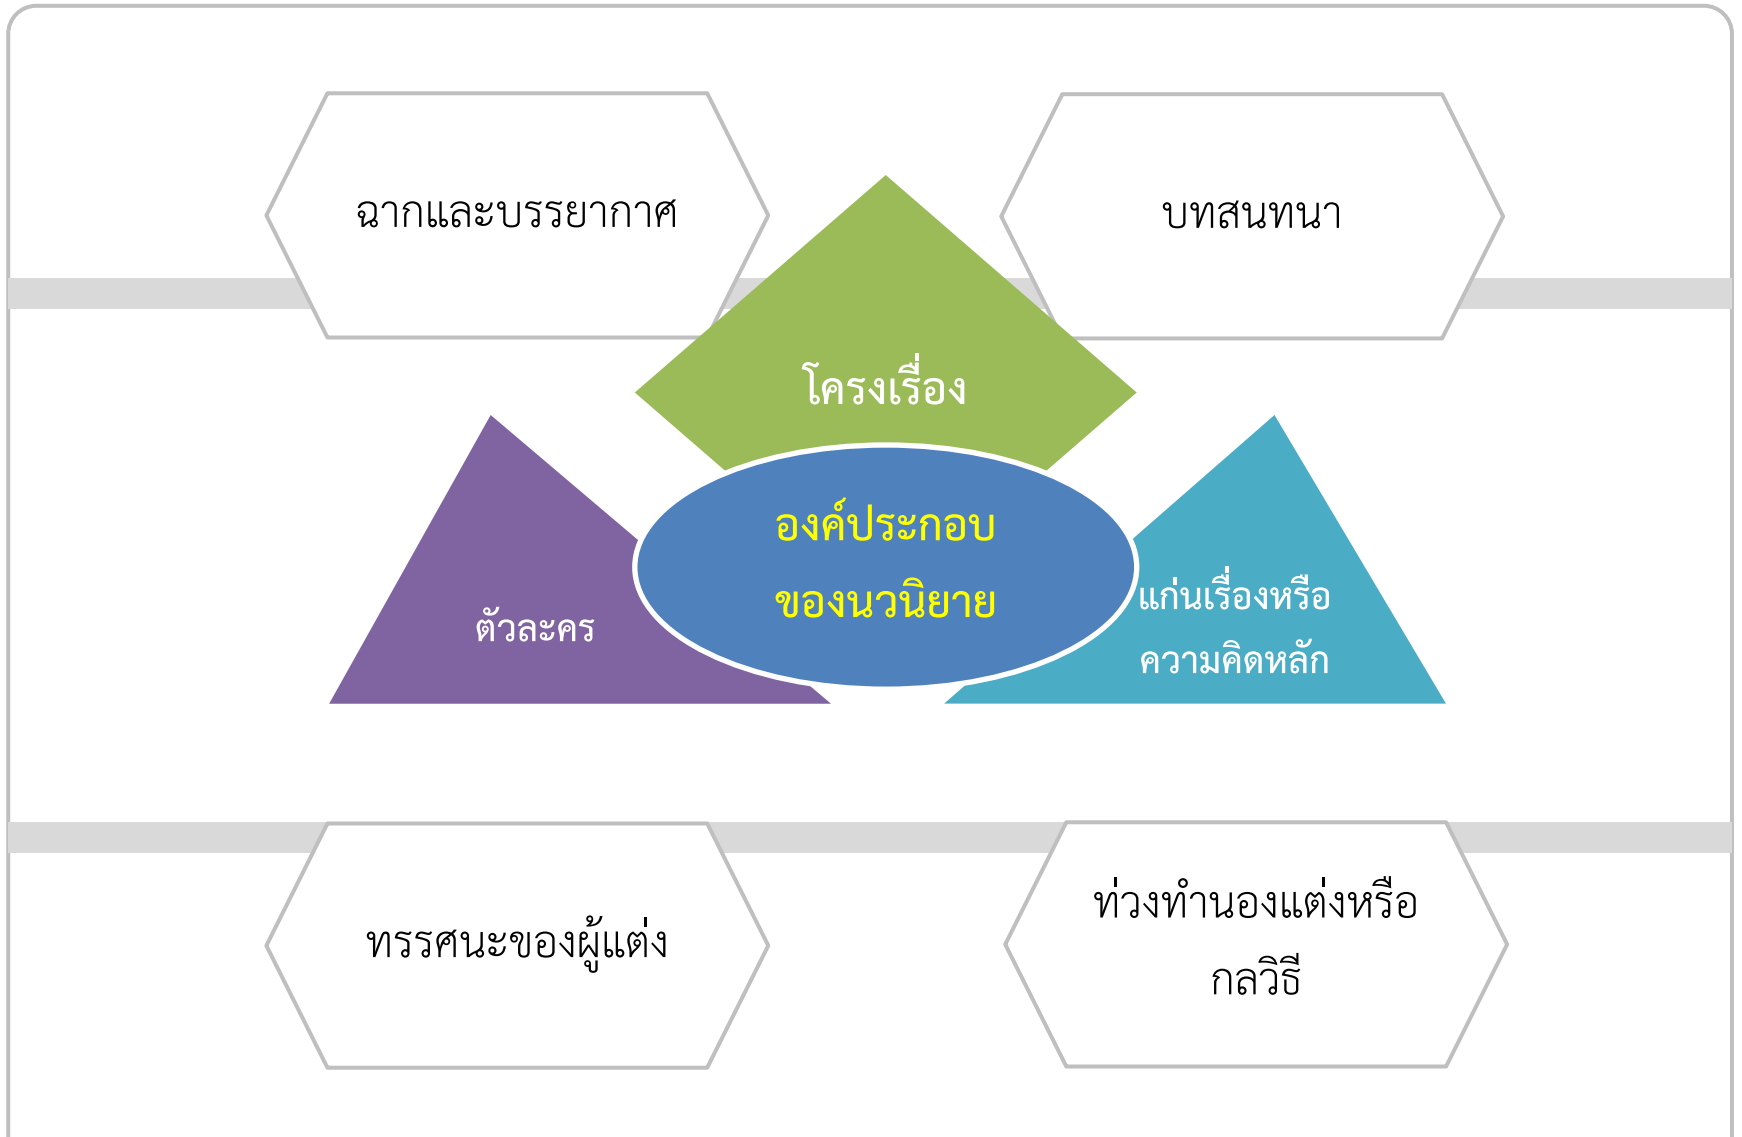 ฉากและบรรยากาศ
บทสนทนา
โครงเรื่อง
องค์ประกอบ
ของนวนิยาย
ตัวละคร
แก่นเรื่องหรือ
ความคิดหลัก
ทรรศนะของผู้แต่ง
ท่วงทำนองแต่งหรือ
กลวิธี